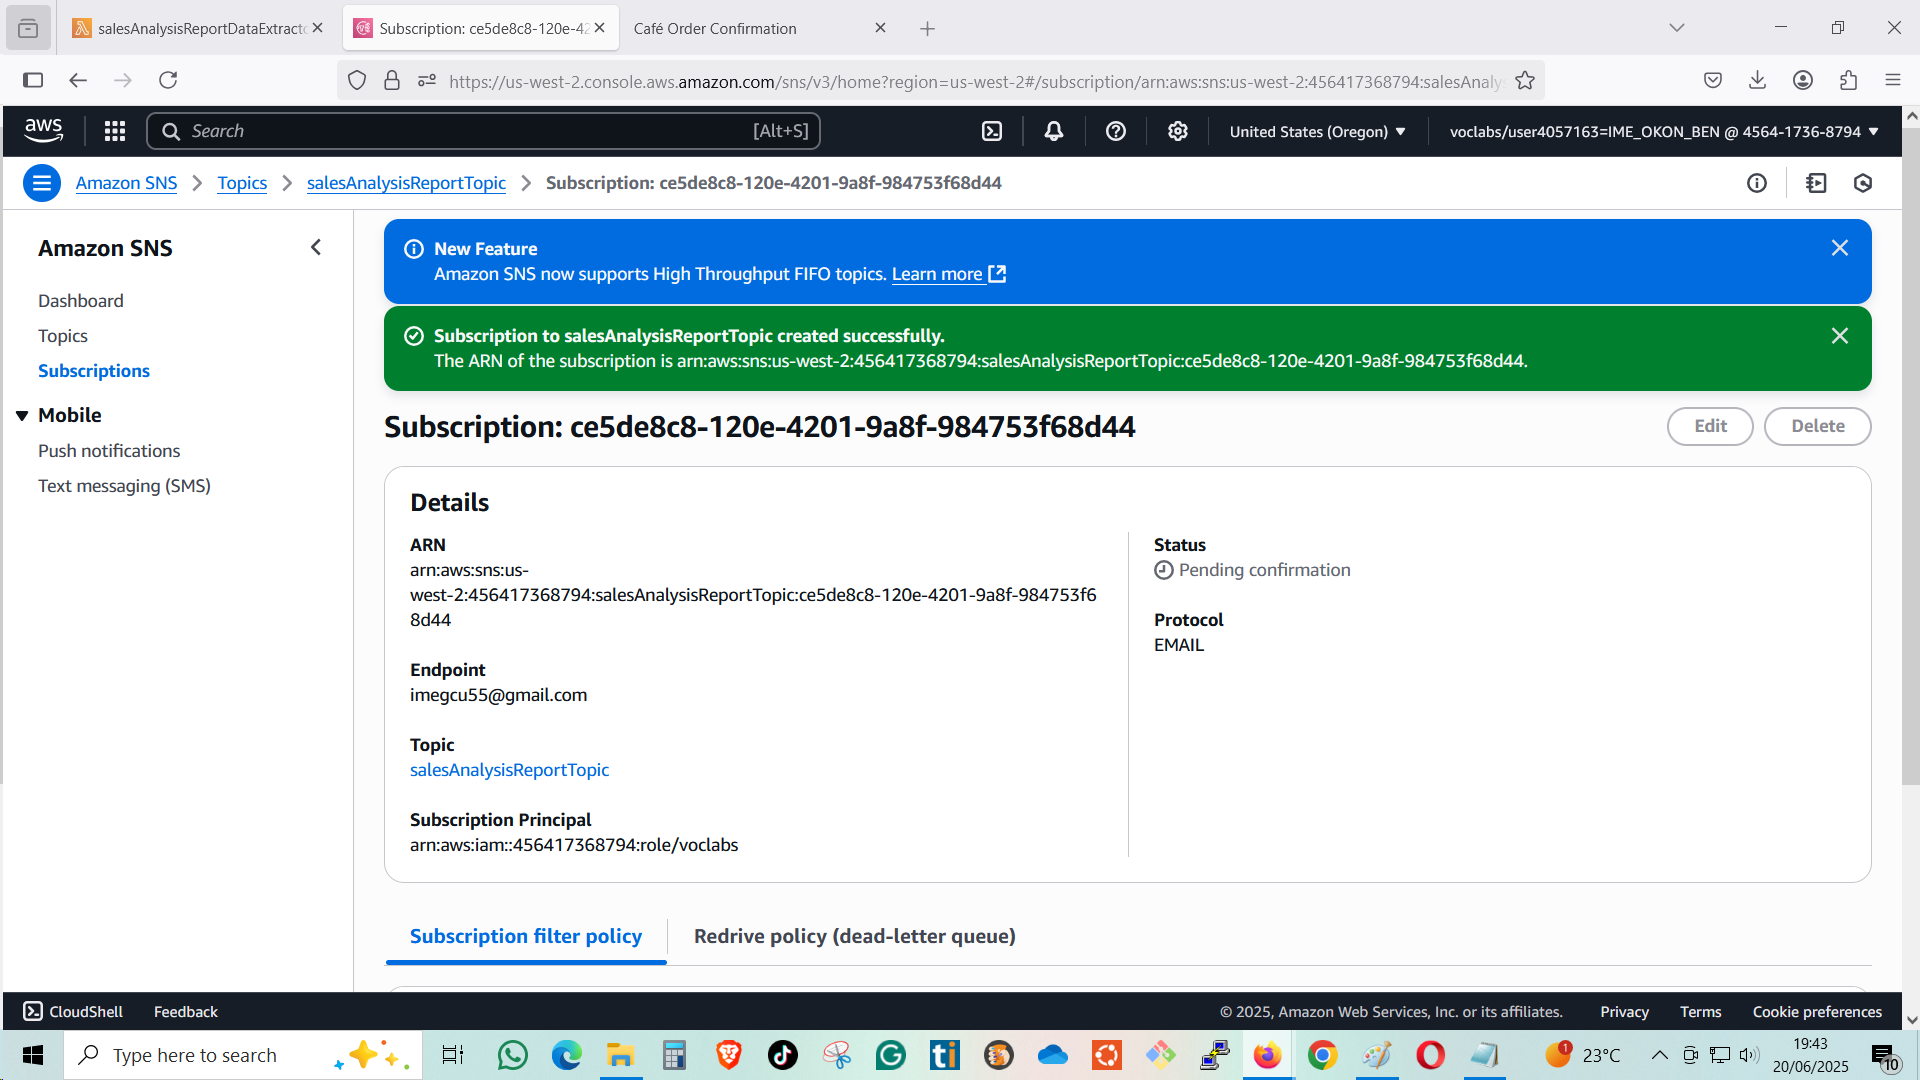 salesAnalysisReportDataExtracto
Subscription: ce5de8c8-120e-42
Café Order Confirmation
https://us-west-2.console.aws.amazon.com/sns/v3/home?region=us-west-2#/subscription/arn:aws:sns:us-west-2:456417368794:salesAnaly
aws
Search
[Alt+S]
United States (Oregon)
voclabs/user4057163=IME_OKON_BEN @ 4564-1736-8794
Amazon SNS
Topics
salesAnalysisReportTopic
Subscription: ce5de8c8-120e-4201-9a8f-984753f68d44
Amazon SNS
Dashboard
Topics
Subscriptions
Mobile
Push notifications
Text messaging (SMS)
New Feature
Amazon SNS now supports High Throughput FIFO topics. Learn more
Subscription to salesAnalysisReportTopic created successfully.
The ARN of the subscription is arn:aws:sns:us-west-2:456417368794:salesAnalysisReportTopic:ce5de8c8-120e-4201-9a8f-984753f68d44.
Subscription: ce5de8c8-120e-4201-9a8f-984753f68d44
Edit
Delete
Details
ARN
arn:aws:sns:us-
west-2:456417368794:salesAnalysisReportTopic:ce5de8c8-120e-4201-9a8f-984753f6
8d44
Endpoint
imegcu55@gmail.com
Topic
salesAnalysisReportTopic
Subscription Principal
arn:aws:iam::456417368794:role/voclabs
Status
Pending confirmation
Protocol
EMAIL
Subscription filter policy
Redrive policy (dead-letter queue)
CloudShell
Feedback
© 2025, Amazon Web Services, Inc. or its affiliates.
Privacy
Terms
Cookie preferences
Type here to search
ti
1
23°C
19:43
20/06/2025
10